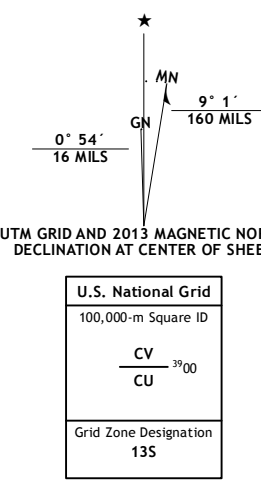 ★
MN
GN
9° 1´
160 MILS
0° 54´
16 MILS
UTM GRID AND 2013 MAGNETIC NO
DECLINATION AT CENTER OF SHEE
U.S. National Grid
100,000-m Square ID
CV
3900
CU
Grid Zone Designation
13S